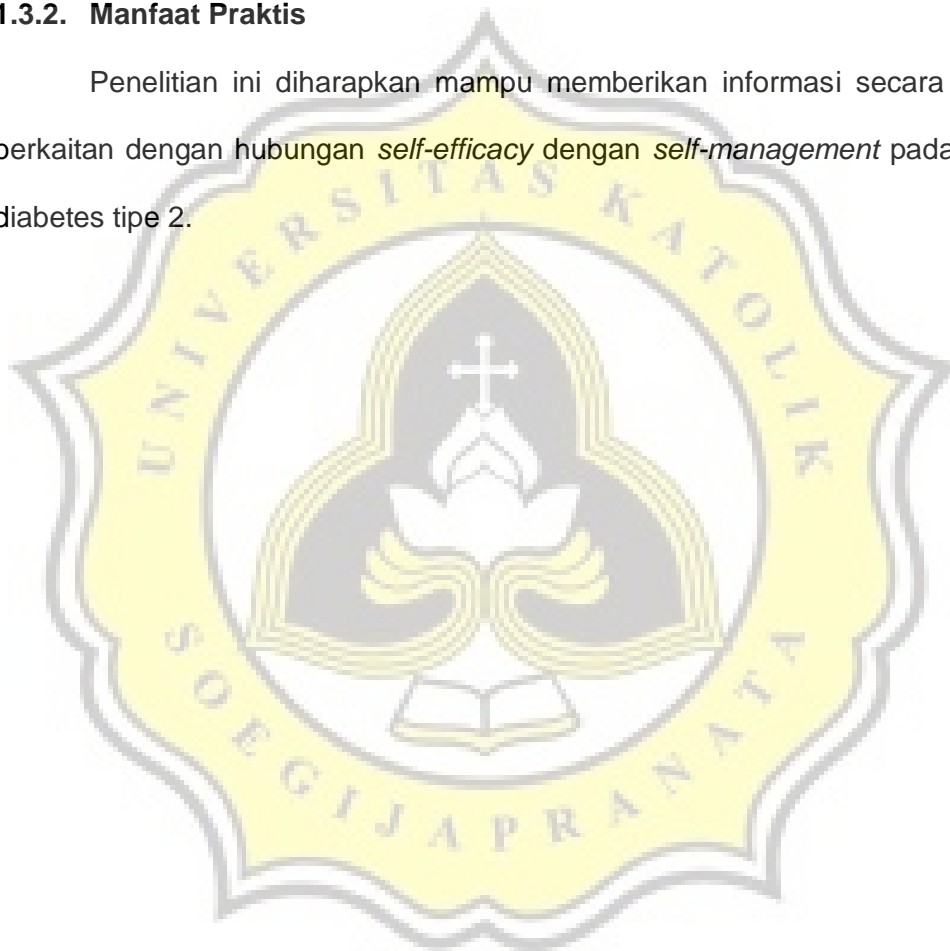 1.3.2. Manfaat Praktis
Penelitian ini diharapkan mampu memberikan informasi secara
berkaitan dengan hubungan self-efficacy dengan self-management pada
diabetes tipe 2.
UNIVERSITAS KATOLIK
SOEGIJAPRANATA